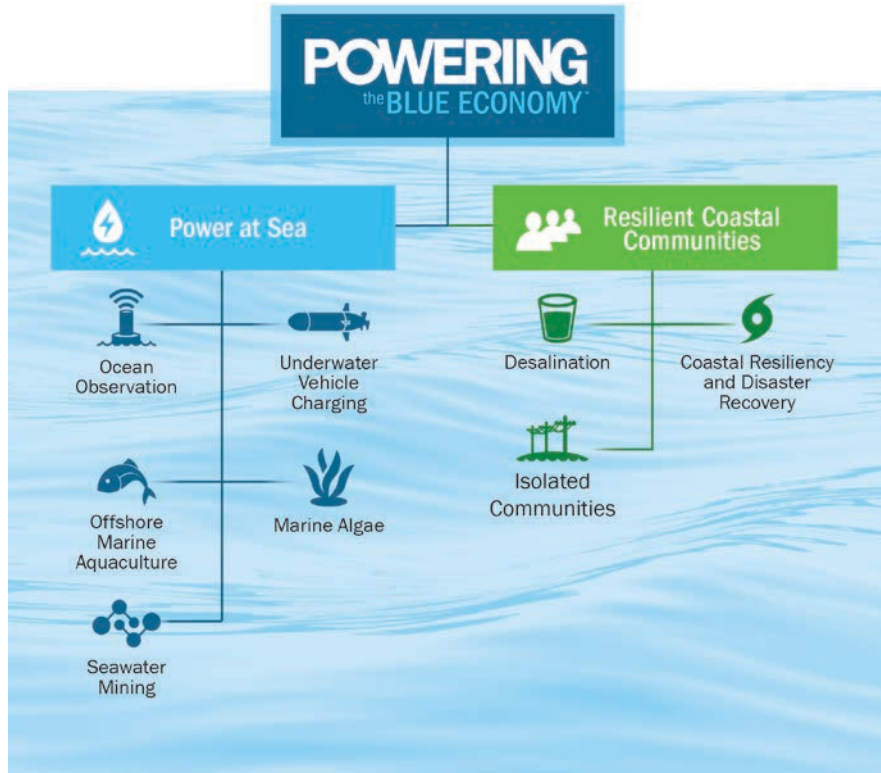 POWERING
the BLUE ECONOMY™
Power at Sea
Resilient Coastal
Communities
Ocean
Observation
Underwater
Vehicle
Charging
Desalination
Coastal Resiliency
and Disaster
Recovery
Offshore
Marine
Aquaculture
Marine Algae
Isolated
Communities
Seawater
Mining